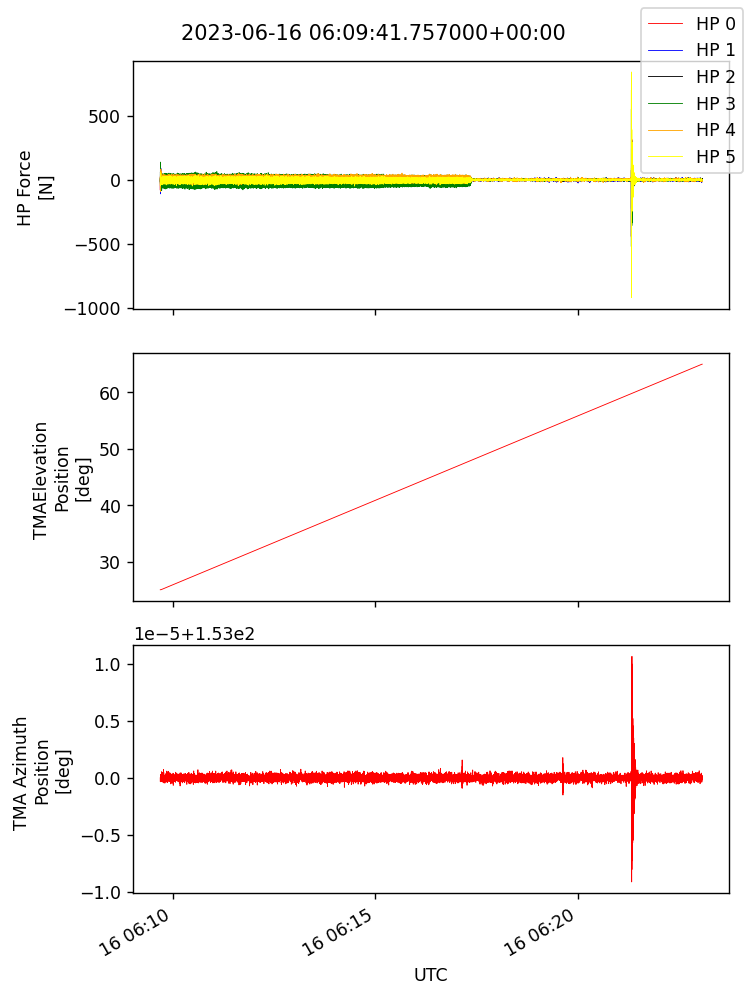 2023-06-16 06:09:41.757000+00:00
HP 0
HP 1
HP 2
HP 3
HP 4
HP 5
HP Force
[N]
500
0
−500
−1000
TMAElevation
Position
[deg]
60
50
40
30
1e−5+1.53e2
TMA Azimuth
Position
[deg]
1.0
0.5
0.0
−0.5
−1.0
16 06:10
16 06:15
16 06:20
UTC